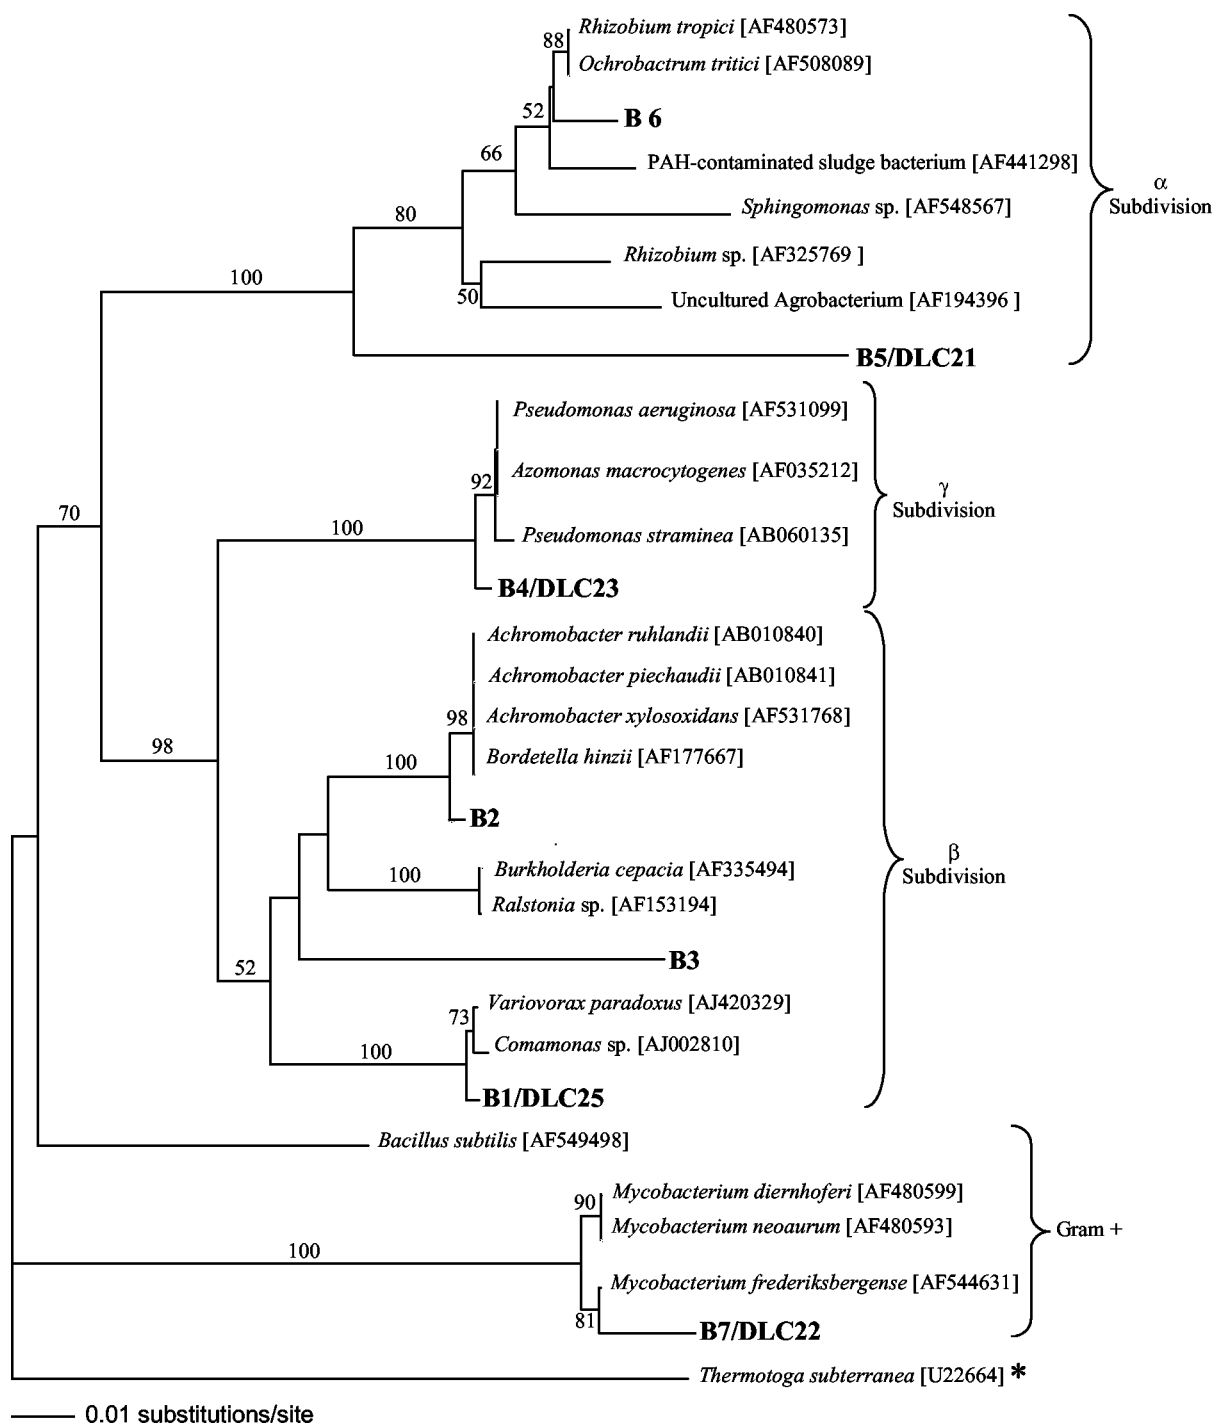 Rhizobium tropici [AF480573]
88
Ochrobactrum tritici [AF508089]
52
B 6
66
PAH-contaminated sludge bacterium [AF441298]
α
Subdivision
80
Sphingomonas sp. [AF548567]
Rhizobium sp. [AF325769 ]
100
50
Uncultured Agrobacterium [AF194396 ]
B5/DLC21
Pseudomonas aeruginosa [AF531099]
Azomonas macrocytogenes [AF035212]
92
γ
Subdivision
70
100
Pseudomonas straminea [AB060135]
B4/DLC23
Achromobacter ruhlandii [AB010840]
Achromobacter piechaudii [AB010841]
98
Achromobacter xylosoxidans [AF531768]
98
Bordetella hinzii [AF177667]
100
B2
β
Subdivision
Burkholderia cepacia [AF335494]
100
Ralstonia sp. [AF153194]
B3
52
Variovorax paradoxus [AJ420329]
73
Comamonas sp. [AJ002810]
100
B1/DLC25
Bacillus subtilis [AF549498]
Mycobacterium diernhoferi [AF480599]
90
Mycobacterium neoaurum [AF480593]
Gram +
100
Mycobacterium frederiksbergense [AF544631]
81
B7/DLC22
Thermotoga subterranea [U22664] *
0.01 substitutions/site